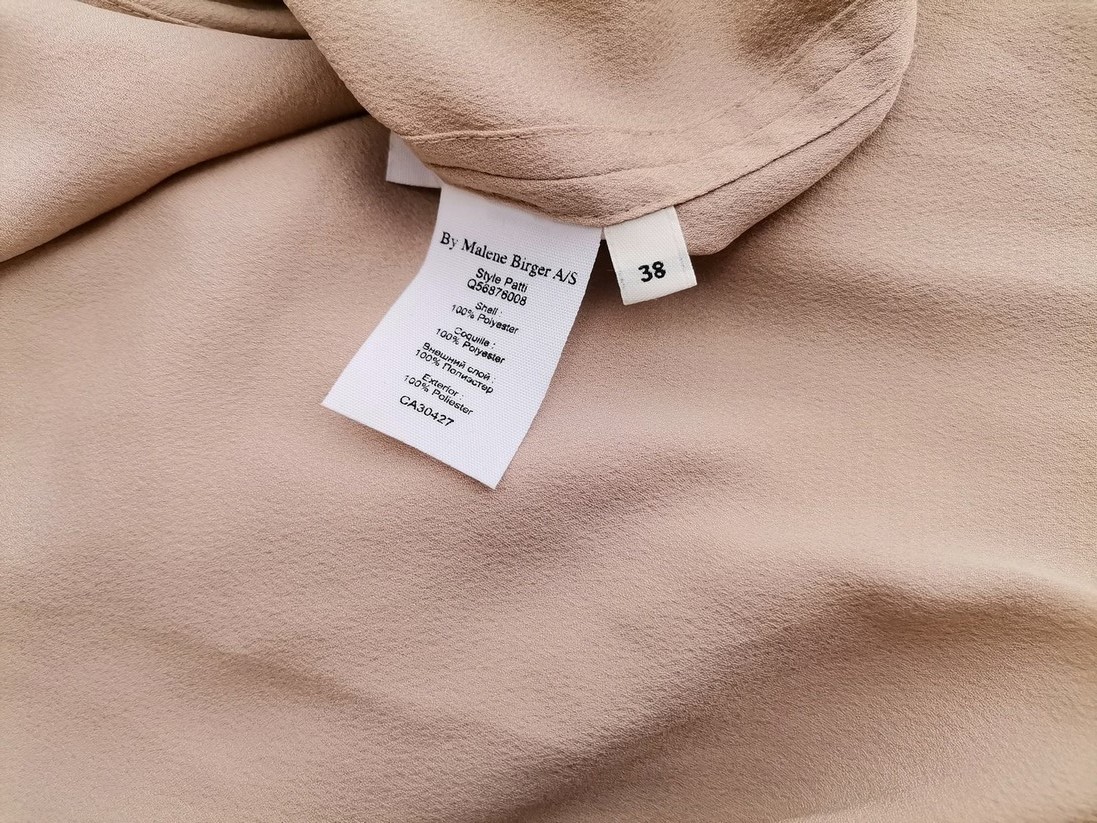 By Malene Birger A/S
Style Patti
Q56876008
Shell :
100% Polyester
Coquille :
100% Polyester
Внешний слой :
100% Полиэстер
Exterior :
100% Poliester
CA30427
38